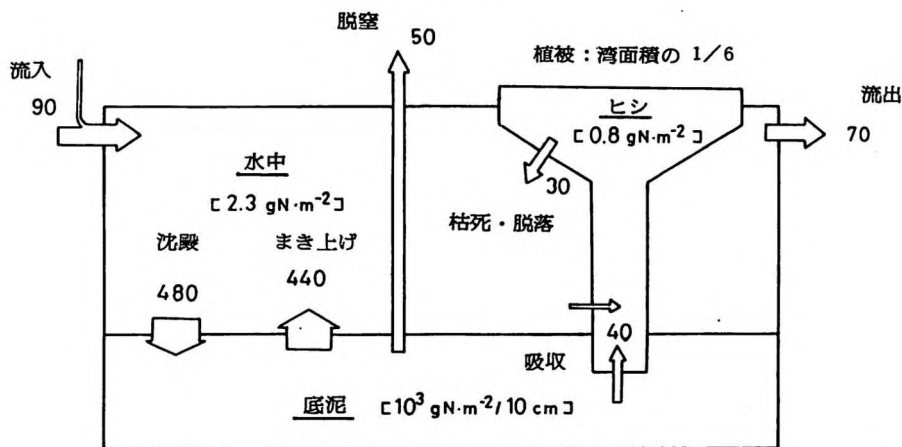 脱窒
50
植被：湾面積の 1/6
流入
90
ヒシ
[ 0.8 gN·m⁻² ]
流出
70
水中
[ 2.3 gN·m⁻² ]
30
枯死・脱落
沈殿
まき上げ
480
440
40
吸収
底泥 [ 10³ gN·m⁻² / 10 cm ]